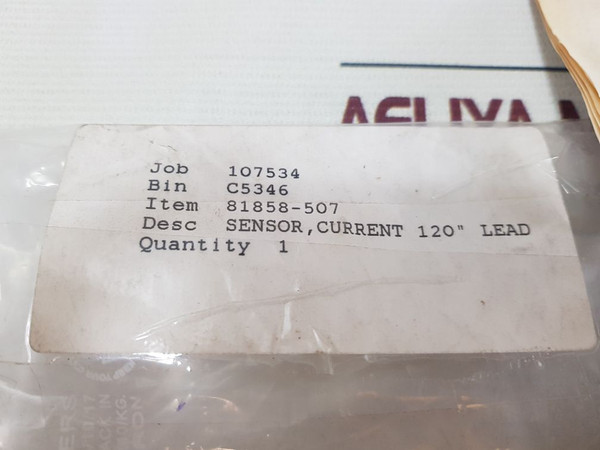 Job 107534
Bin C5346
Item 81858-507
Desc SENSOR,CURRENT 120" LEAD
Quantity 1